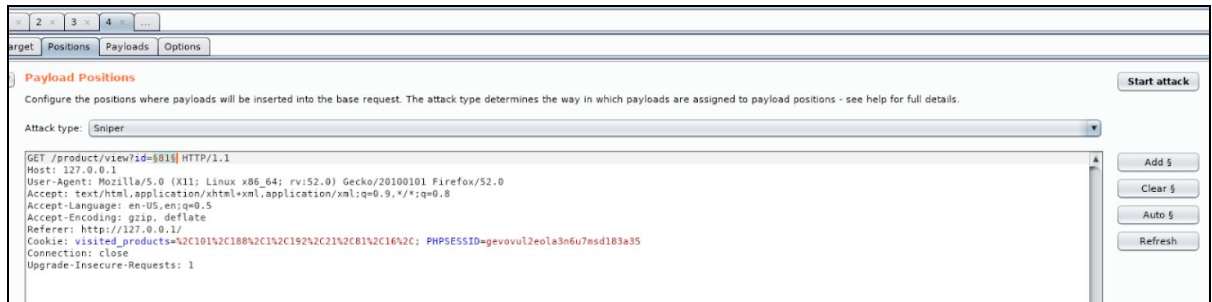 2 × 3 × 4 × ...
arget Positions Payloads Options
Payload Positions
Start attack
Configure the positions where payloads will be inserted into the base request. The attack type determines the way in which payloads are assigned to payload positions - see help for full details.
Attack type: Sniper
GET /product/view?id=§81§ HTTP/1.1
Host: 127.0.0.1
User-Agent: Mozilla/5.0 (X11; Linux x86_64; rv:52.0) Gecko/20100101 Firefox/52.0
Accept: text/html,application/xhtml+xml,application/xml;q=0.9,*/*;q=0.8
Accept-Language: en-US,en;q=0.5
Accept-Encoding: gzip, deflate
Referer: http://127.0.0.1/
Cookie: visited_products=%2C101%2C188%2C1%2C192%2C21%2C81%2C16%2C; PHPSESSID=gevovul2eola3n6u7msd183a35
Connection: close
Upgrade-Insecure-Requests: 1
Add §
Clear §
Auto §
Refresh